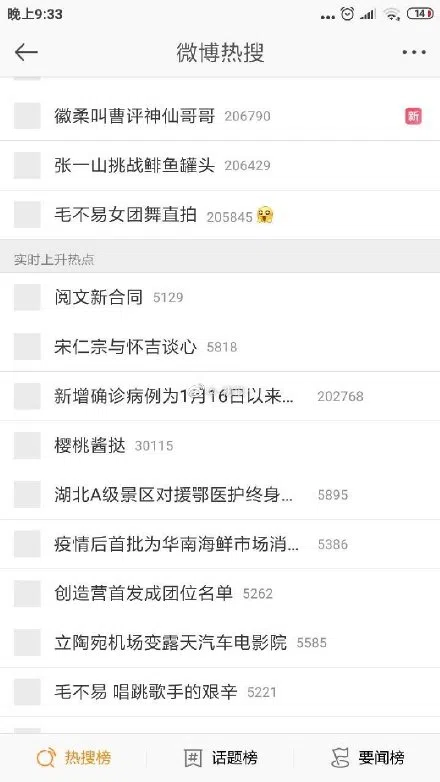 晚上9:33
14
微博热搜
徽柔叫曹评神仙哥哥 206790 新
张一山挑战鲱鱼罐头 206429
毛不易女团舞直拍 205845
实时上升热点
阅文新合同 5129
宋仁宗与怀吉谈心 5818
新增确诊病例为1月16日以来... 202768
樱桃酱挞 30115
湖北A级景区对援鄂医护终身... 5895
疫情后首批为华南海鲜市场消... 5386
创造营首发成团位名单 5262
立陶宛机场变露天汽车电影院 5585
毛不易 唱跳歌手的艰辛 5221
热搜榜 话题榜 要闻榜